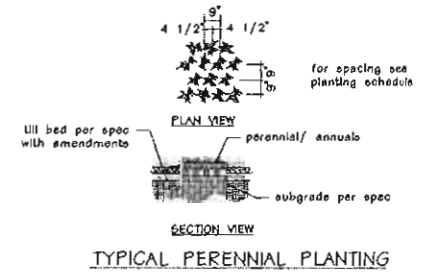 9"
4 1/2" 4 1/2"
9"
9"
for spacing see
planting schedule
PLAN VIEW
till bed per spec
with amendments
perennial/ annuals
subgrade per spec
SECTION VIEW
TYPICAL PERENNIAL PLANTING